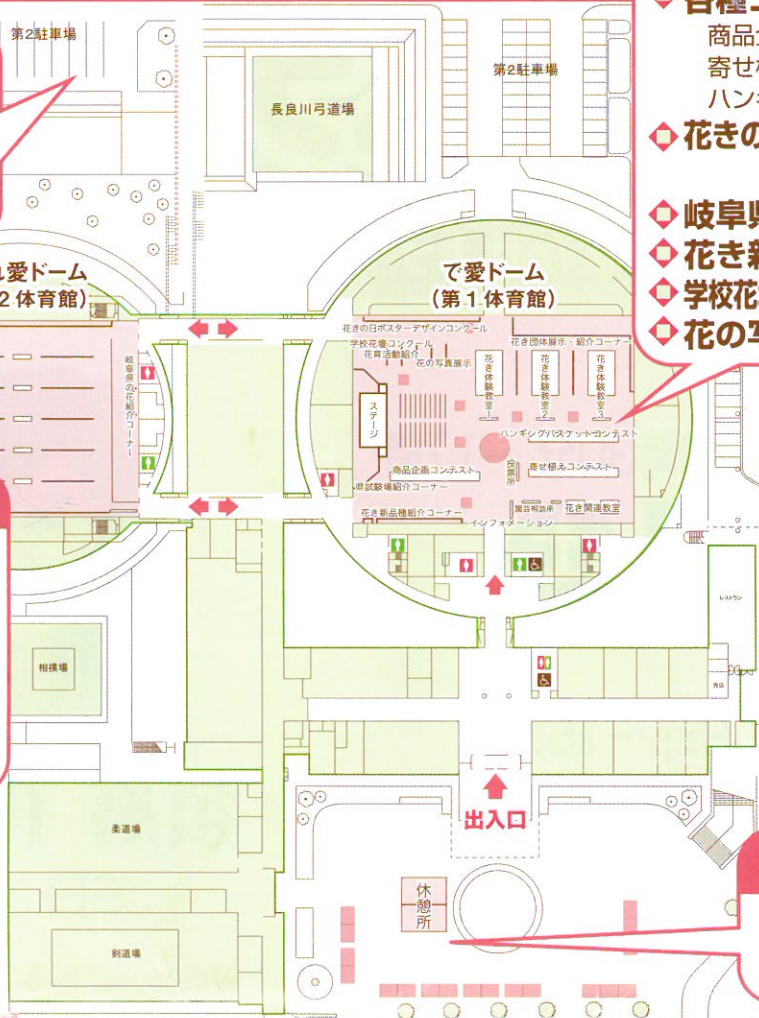 第2駐車場
長良川弓道場
第2駐車場
商品
寄せ
ハン
花きの
岐阜県
花き新
学校花
花の写
愛ドーム
2体育館)
で愛ドーム
(第1体育館)
花きの日ポスターデザインコンクール
学校花壇コンクール
花育活動紹介
花の写真展示
花き団体展示・紹介コーナー
岐阜県の花紹介コーナー
ステージ
花き体験教室1
花き体験教室2
花き体験教室3
ハンギングバスケットコンテスト
商品企画コンテスト
投票所
寄せ植えコンテスト
県試験場紹介コーナー
花き新品種紹介コーナー
園芸相談所
花き関連教室
インフォメーション
レストラン
売店
相撲場
出入口
柔道場
休憩所
剣道場